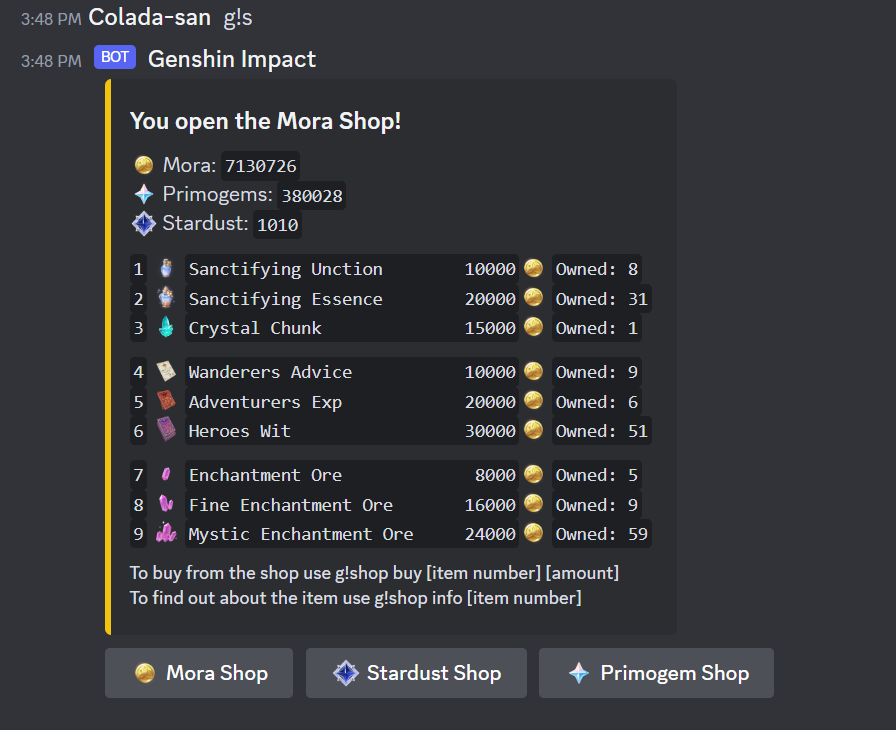 3:48 PM Colada-san g!s
3:48 PM BOT Genshin Impact
You open the Mora Shop!
Mora: 7130726
Primogems: 380028
Stardust: 1010
1 Sanctifying Unction 10000 Owned: 8
2 Sanctifying Essence 20000 Owned: 31
3 Crystal Chunk 15000 Owned: 1
4 Wanderers Advice 10000 Owned: 9
5 Adventurers Exp 20000 Owned: 6
6 Heroes Wit 30000 Owned: 51
7 Enchantment Ore 8000 Owned: 5
8 Fine Enchantment Ore 16000 Owned: 9
9 Mystic Enchantment Ore 24000 Owned: 59
To buy from the shop use g!shop buy [item number] [amount]
To find out about the item use g!shop info [item number]
Mora Shop Stardust Shop Primogem Shop